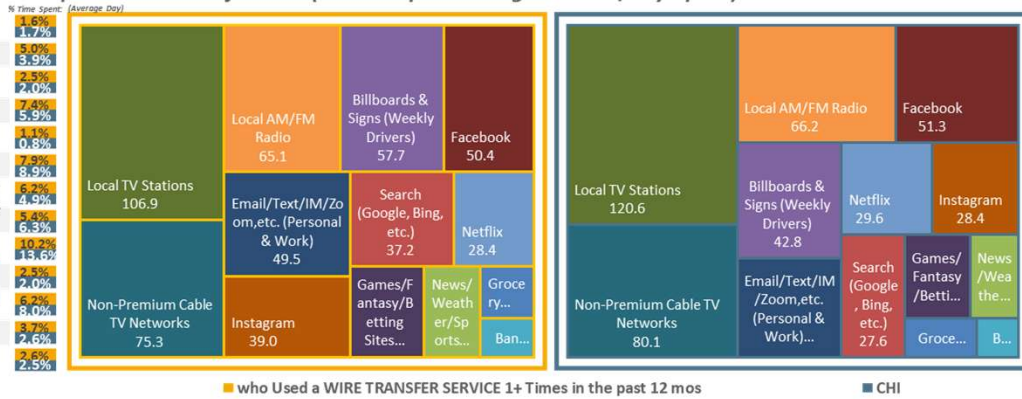 % Time Spent: (Average Day)
1.6%
1.7%
5.0%
3.9%
2.5%
2.0%
7.4%
5.9%
1.1%
0.8%
7.9%
8.9%
6.2%
4.9%
5.4%
6.3%
10.2%
13.6%
2.5%
2.0%
6.2%
8.0%
3.7%
2.6%
2.6%
2.5%
Local TV Stations
106.9
Non-Premium Cable
TV Networks
75.3
Local AM/FM
Radio
65.1
Billboards &
Signs (Weekly
Drivers)
57.7
Facebook
50.4
Email/Text/IM/Zo
om,etc. (Personal
& Work)
49.5
Search
(Google, Bing,
etc.)
37.2
Netflix
28.4
Instagram
39.0
Games/F
antasy/B
etting
Sites...
News/
Weath
er/Sp
orts...
Groce
ry...
Ban...
Local TV Stations
120.6
Non-Premium Cable TV
Networks
80.1
Local AM/FM Radio
66.2
Facebook
51.3
Billboards &
Signs (Weekly
Drivers)
42.8
Netflix
29.6
Instagram
28.4
Email/Text/IM
/Zoom,etc.
(Personal &
Work)...
Search
(Google
, Bing,
etc.)
27.6
Games/
Fantasy
/Betti...
News
/Wea
the...
Groce...
B...
who Used a WIRE TRANSFER SERVICE 1+ Times in the past 12 mos
CHI